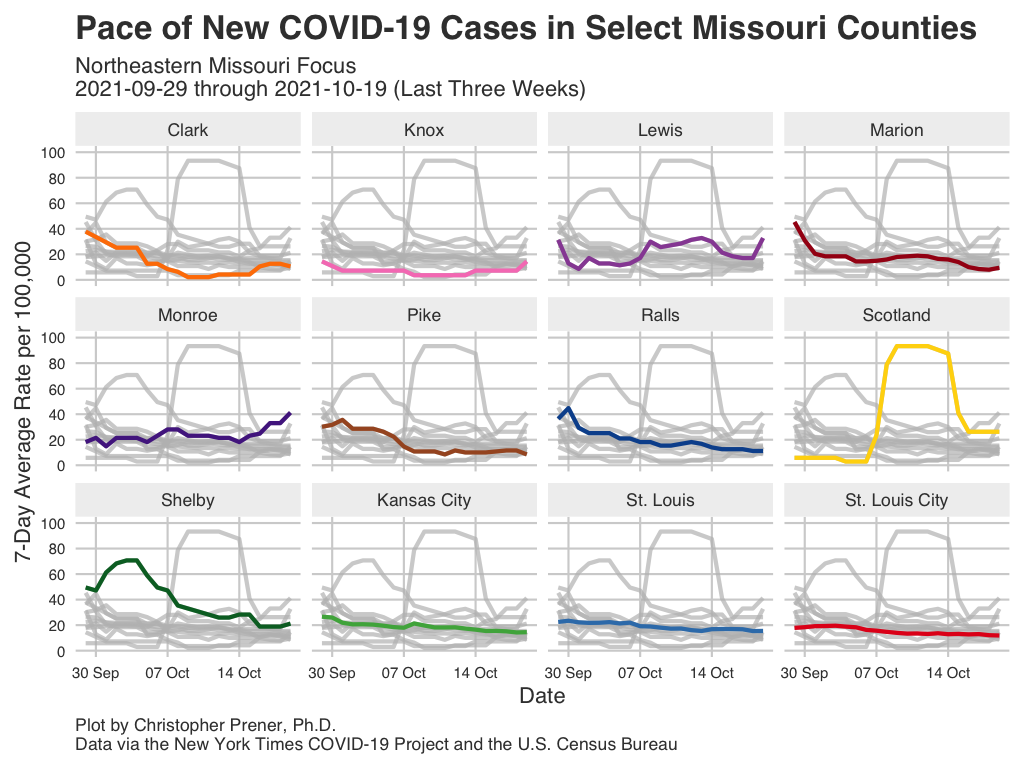 Pace of New COVID-19 Cases in Select Missouri Counties
Northeastern Missouri Focus
2021-09-29 through 2021-10-19 (Last Three Weeks)
Clark Knox Lewis Marion
100
80
60
40
20
0
Monroe Pike Ralls Scotland
100
80
60
40
20
0
Shelby Kansas City St. Louis St. Louis City
100
80
60
40
20
0
7-Day Average Rate per 100,000
30 Sep 07 Oct 14 Oct 30 Sep 07 Oct 14 Oct 30 Sep 07 Oct 14 Oct 30 Sep 07 Oct 14 Oct
Date
Plot by Christopher Prener, Ph.D.
Data via the New York Times COVID-19 Project and the U.S. Census Bureau